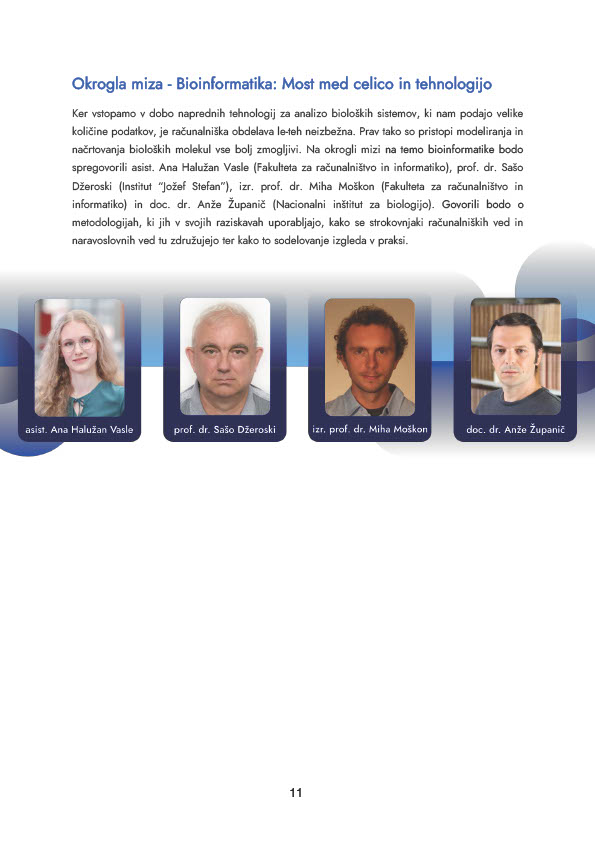 Okrogla miza - Bioinformatika: Most med celico in tehnologijo
Ker vstopamo v dobo naprednih tehnologij za analizo bioloških sistemov, ki nam podajo velike
količine podatkov, je računalniška obdelava le-teh neizbežna. Prav tako so pristopi modeliranja in
načrtovanja bioloških molekul vse bolj zmogljivi. Na okrogli mizi na temo bioinformatike bodo
spregovorili asist. Ana Halužan Vasle (Fakulteta za računalništvo in informatiko), prof. dr. Sašo
Džeroski (Institut “Jožef Stefan”), izr. prof. dr. Miha Moškon (Fakulteta za računalništvo in
informatiko) in doc. dr. Anže Županič (Nacionalni inštitut za biologijo). Govorili bodo o
metodologijah, ki jih v svojih raziskavah uporabljajo, kako se strokovnjaki računalniških ved in
naravoslovnih ved tu združujejo ter kako to sodelovanje izgleda v praksi.
asist. Ana Halužan Vasle
prof. dr. Sašo Džeroski
izr. prof. dr. Miha Moškon
doc. dr. Anže Županič
11